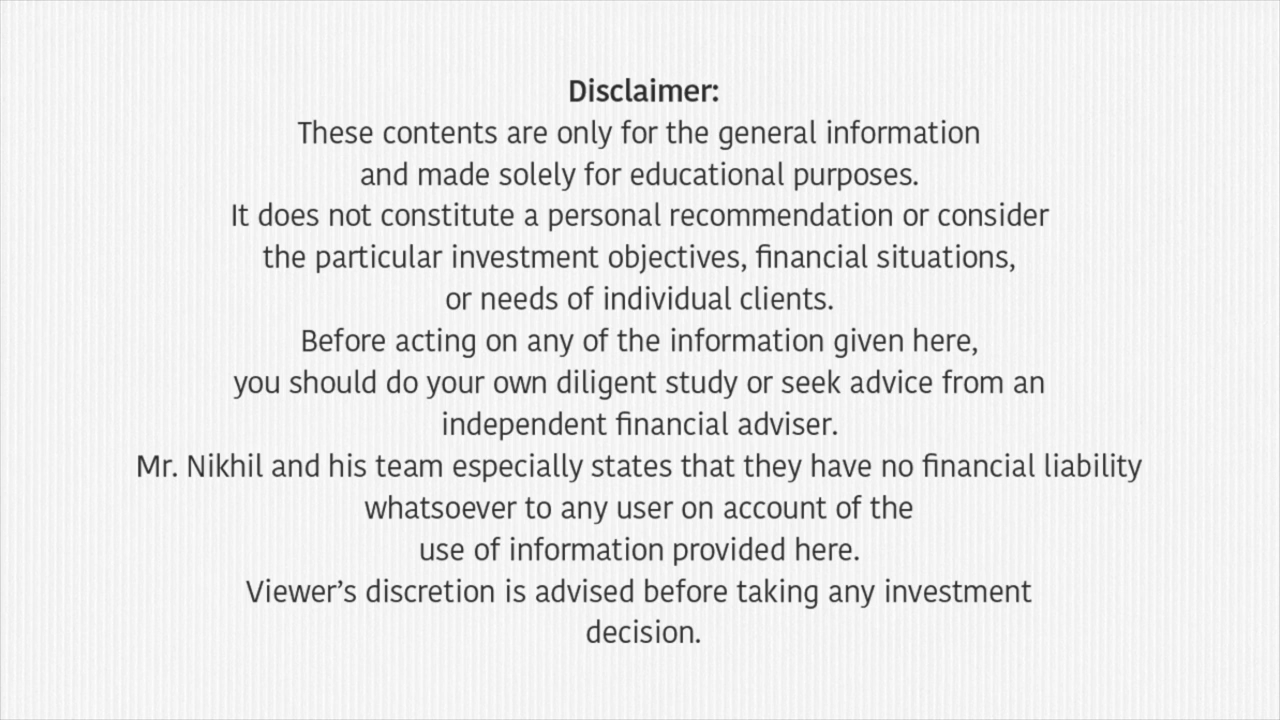 Disclaimer:
These contents are only for the general information
and made solely for educational purposes.
It does not constitute a personal recommendation or consider
the particular investment objectives, financial situations,
or needs of individual clients.
Before acting on any of the information given here,
you should do your own diligent study or seek advice from an
independent financial adviser.
Mr. Nikhil and his team especially states that they have no financial liability
whatsoever to any user on account of the
use of information provided here.
Viewer’s discretion is advised before taking any investment
decision.